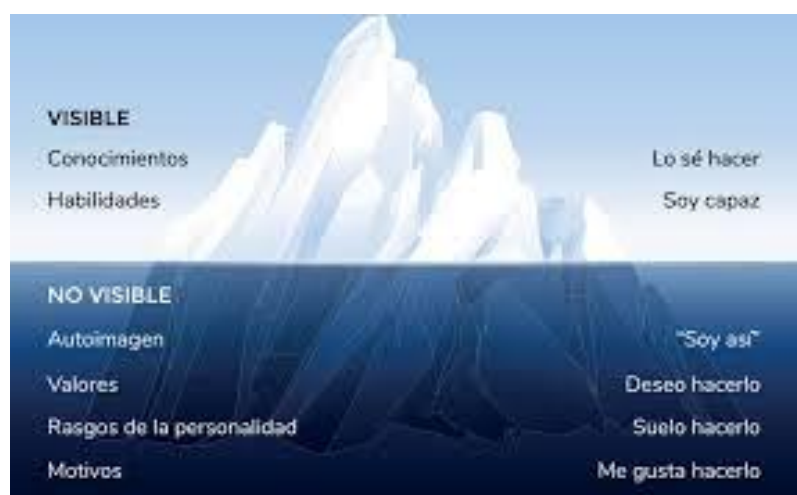 VISIBLE
Conocimientos Lo sé hacer
Habilidades Soy capaz
NO VISIBLE
Autoimagen "Soy así"
Valores Deseo hacerlo
Rasgos de la personalidad Suelo hacerlo
Motivos Me gusta hacerlo